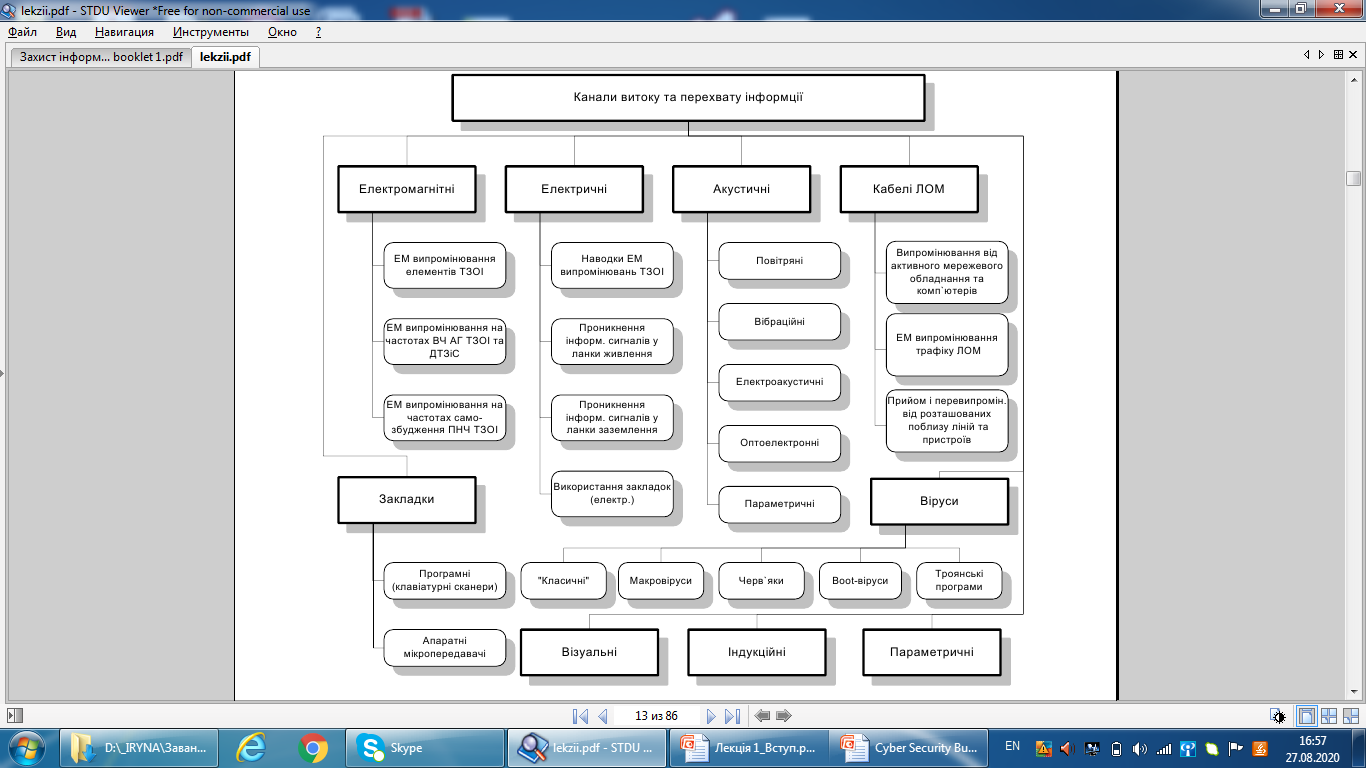 lekzii.pdf - STDU Viewer *Free for non-commercial use
Файл Вид Навигация Инструменты Окно ?
Захист інформ... booklet 1.pdf lekzii.pdf
Канали витоку та перехвату інформції
Електромагнітні
Електричні
Акустичні
Кабелі ЛОМ
ЕМ випромінювання
елементів ТЗОІ
ЕМ випромінювання на
частотах ВЧ АГ ТЗОІ та
ДТЗіС
ЕМ випромінювання на
частотах само-
збудження ПНЧ ТЗОІ
Наводки ЕМ
випромінювань ТЗОІ
Проникнення
інформ. сигналів у
ланки живлення
Проникнення
інформ. сигналів у
ланки заземлення
Використання закладок
(електр.)
Повітряні
Вібраційні
Електроакустичні
Оптоелектронні
Параметричні
Випромінювання від
активного мережевого
обладнання та
комп`ютерів
ЕМ випромінювання
трафіку ЛОМ
Прийом і перевипромін.
від розташованих
поблизу ліній та
пристроїв
Закладки
Програмні
(клавіатурні сканери)
Апаратні
мікропередавачі
Віруси
"Класичні"
Макровіруси
Черв`яки
Boot-віруси
Троянські
програми
Візуальні
Індукційні
Параметричні
13 из 86
D:\_IRYNA\Заван...
Skype
lekzii.pdf - STDU ...
Лекція 1_Вступ.p...
Cyber Security Bu...
EN
16:57
27.08.2020